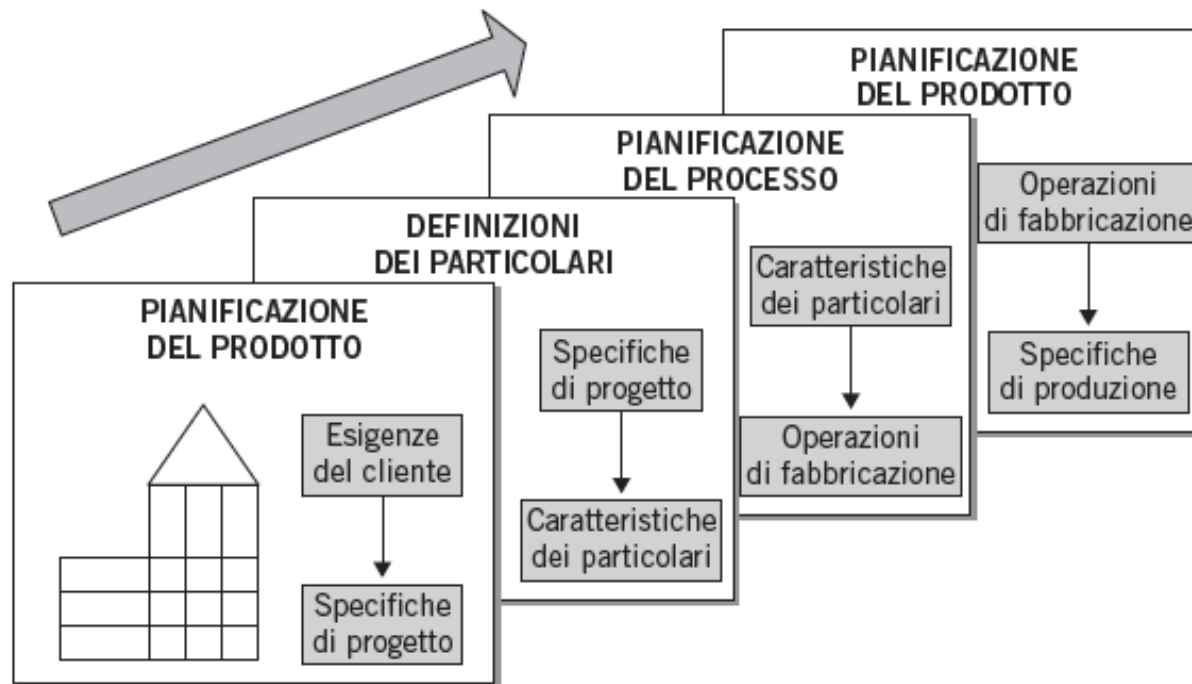 PIANIFICAZIONE
DEL PRODOTTO
Esigenze
del cliente
Specifiche
di progetto
DEFINIZIONI
DEI PARTICOLARI
Specifiche
di progetto
Caratteristiche
dei particolari
PIANIFICAZIONE
DEL PROCESSO
Caratteristiche
dei particolari
Operazioni
di fabbricazione
PIANIFICAZIONE
DEL PRODOTTO
Operazioni
di fabbricazione
Specifiche
di produzione